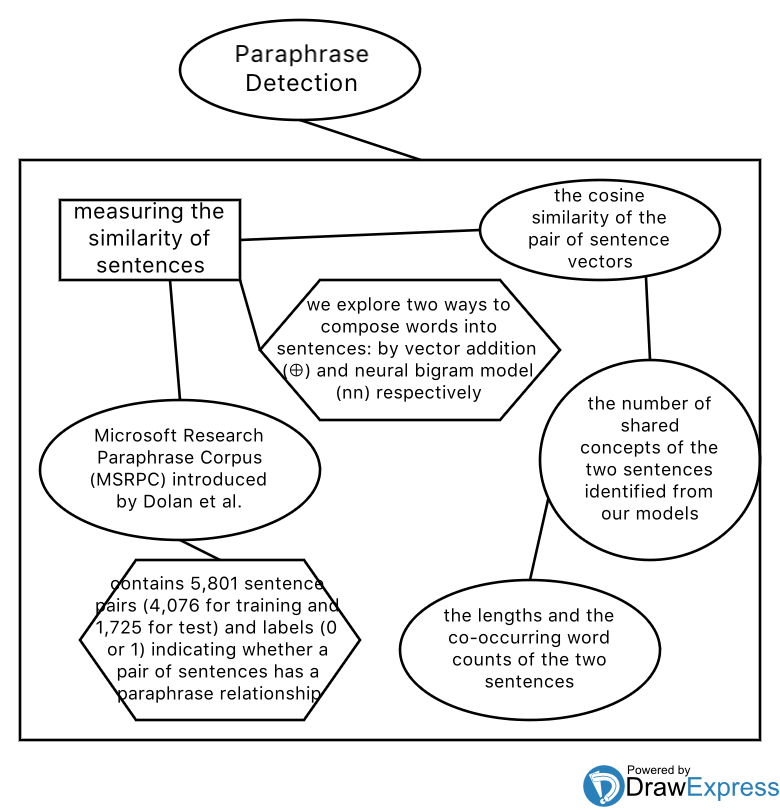 Paraphrase
Detection
measuring the
similarity of
sentences
the cosine
similarity of the
pair of sentence
vectors
we explore two ways to
compose words into
sentences: by vector addition
(⊕) and neural bigram model
(nn) respectively
the number of
shared
concepts of the
two sentences
identified from
our models
Microsoft Research
Paraphrase Corpus
(MSRPC) introduced
by Dolan et al.
contains 5,801 sentence
pairs (4,076 for training and
1,725 for test) and labels (0
or 1) indicating whether a
pair of sentences has a
paraphrase relationship
the lengths and the
co-occurring word
counts of the two
sentences
Powered by
DrawExpress